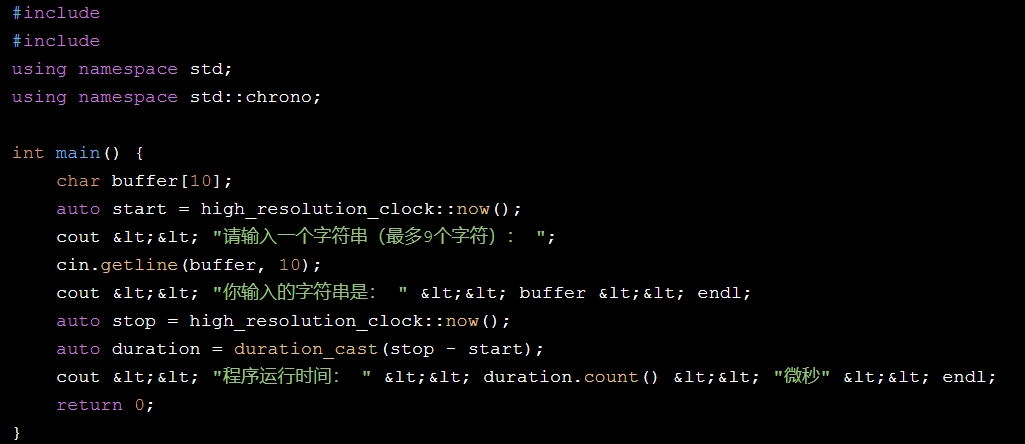 #include
#include
using namespace std;
using namespace std::chrono;
int main() {
char buffer[10];
auto start = high_resolution_clock::now();
cout &lt;&lt; "请输入一个字符串（最多9个字符）： ";
cin.getline(buffer, 10);
cout &lt;&lt; "你输入的字符串是： " &lt;&lt; buffer &lt;&lt; endl;
auto stop = high_resolution_clock::now();
auto duration = duration_cast(stop - start);
cout &lt;&lt; "程序运行时间： " &lt;&lt; duration.count() &lt;&lt; "微秒" &lt;&lt; endl;
return 0;
}